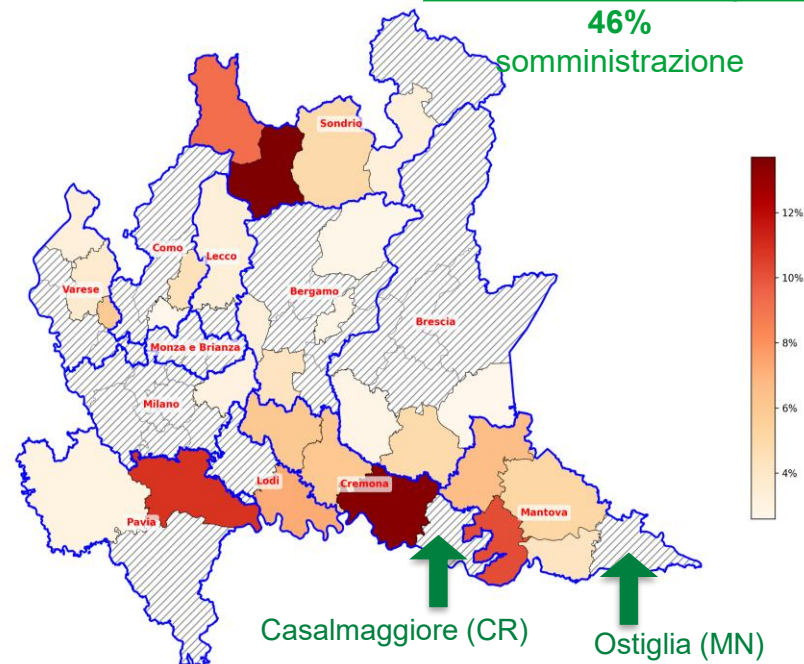 46%
somministrazione
Sondrio
Como
Lecco
Varese
Bergamo
Brescia
Monza e Brianza
Milano
Lodi
Cremona
Pavia
Mantova
10%
8%
6%
4%
Casalmaggiore (CR)
Ostiglia (MN)